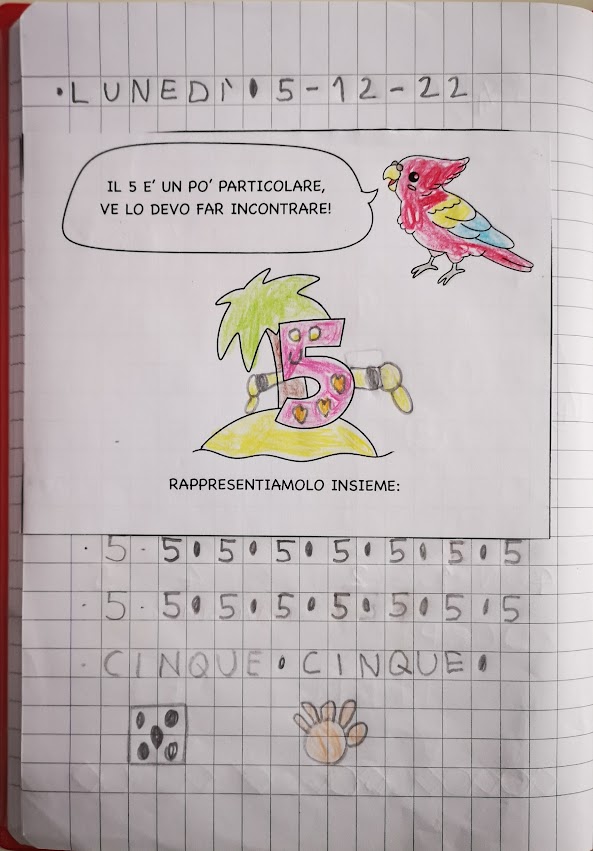 •LUNEDÌ•5-12-22
IL 5 E' UN PO' PARTICOLARE,
VE LO DEVO FAR INCONTRARE!
5
RAPPRESENTIAMOLO INSIEME:
·5·5•5•5•5•5•5•5
·5·5•5•5•5•5•5•5
·CINQUE•CINQUE•